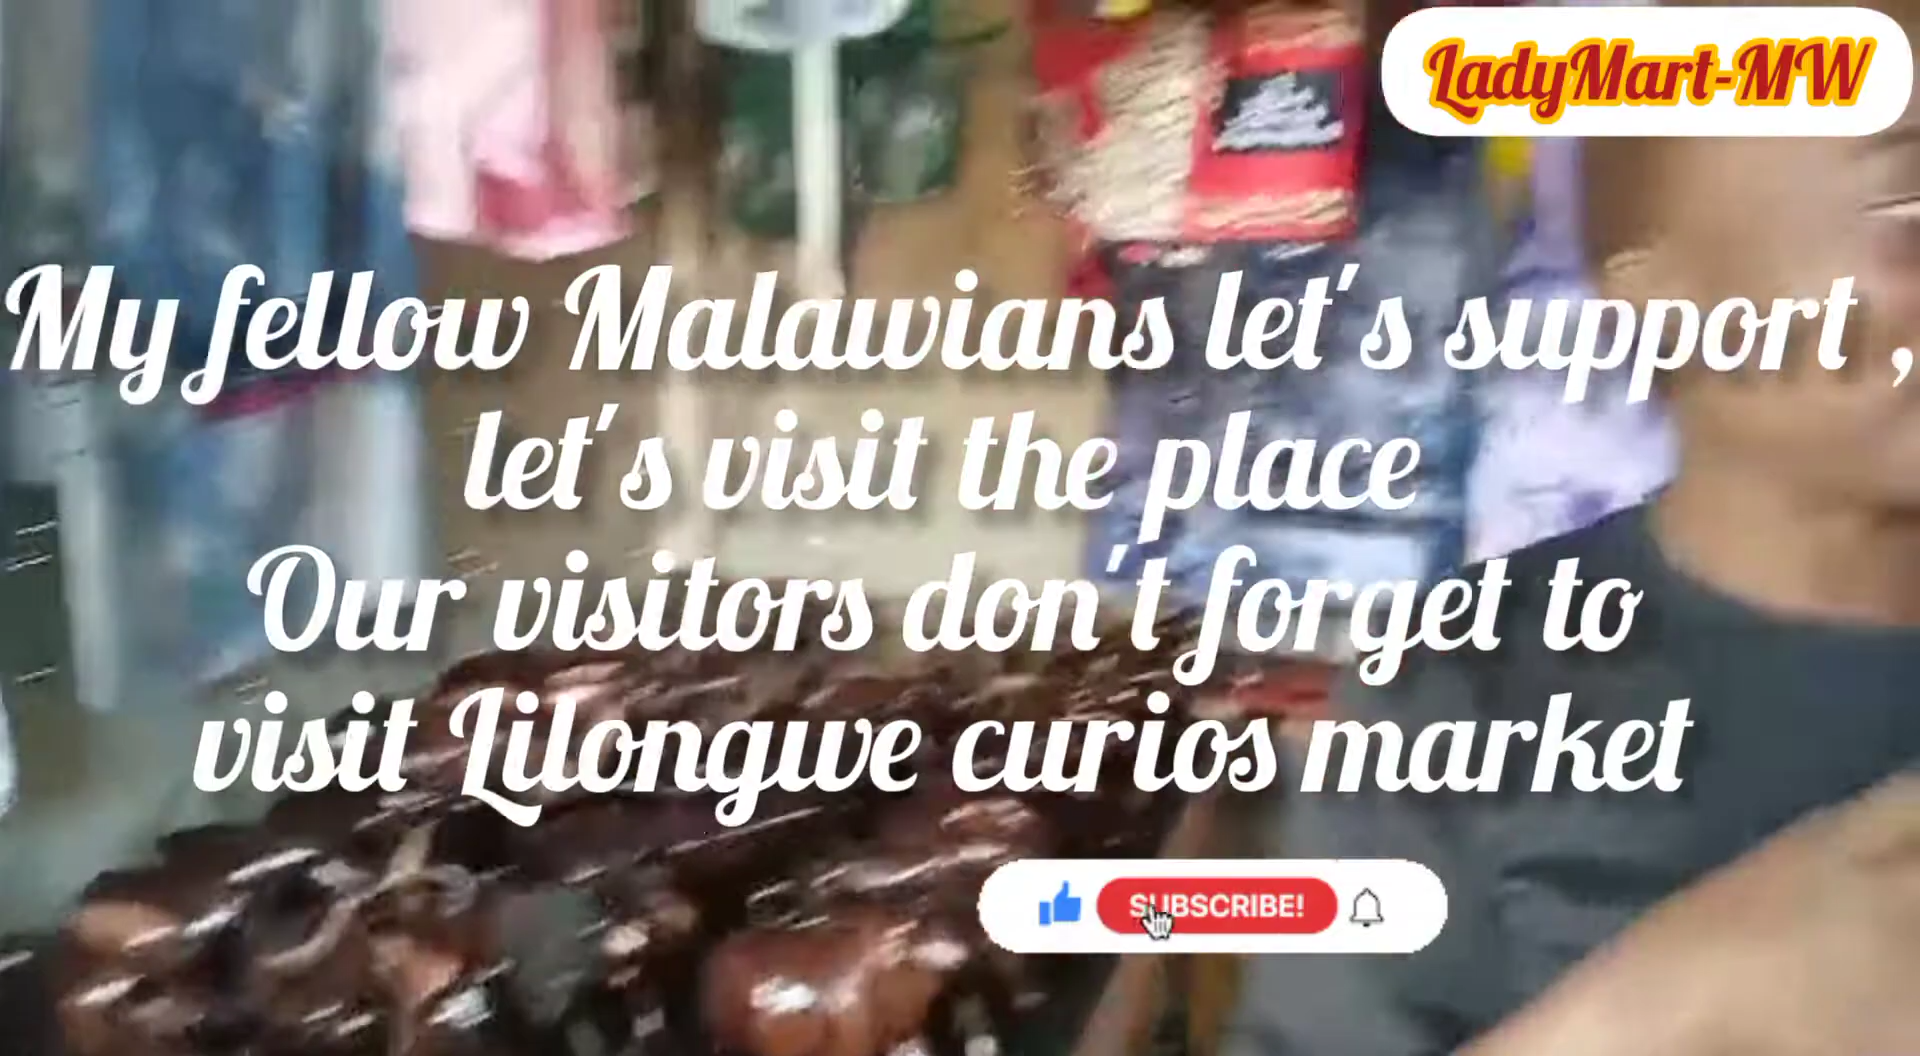 LadyMart-MW
My fellow Malawians let's support ,
let's visit the place
Our visitors don't forget to
visit Lilongwe curios market
SUBSCRIBE!